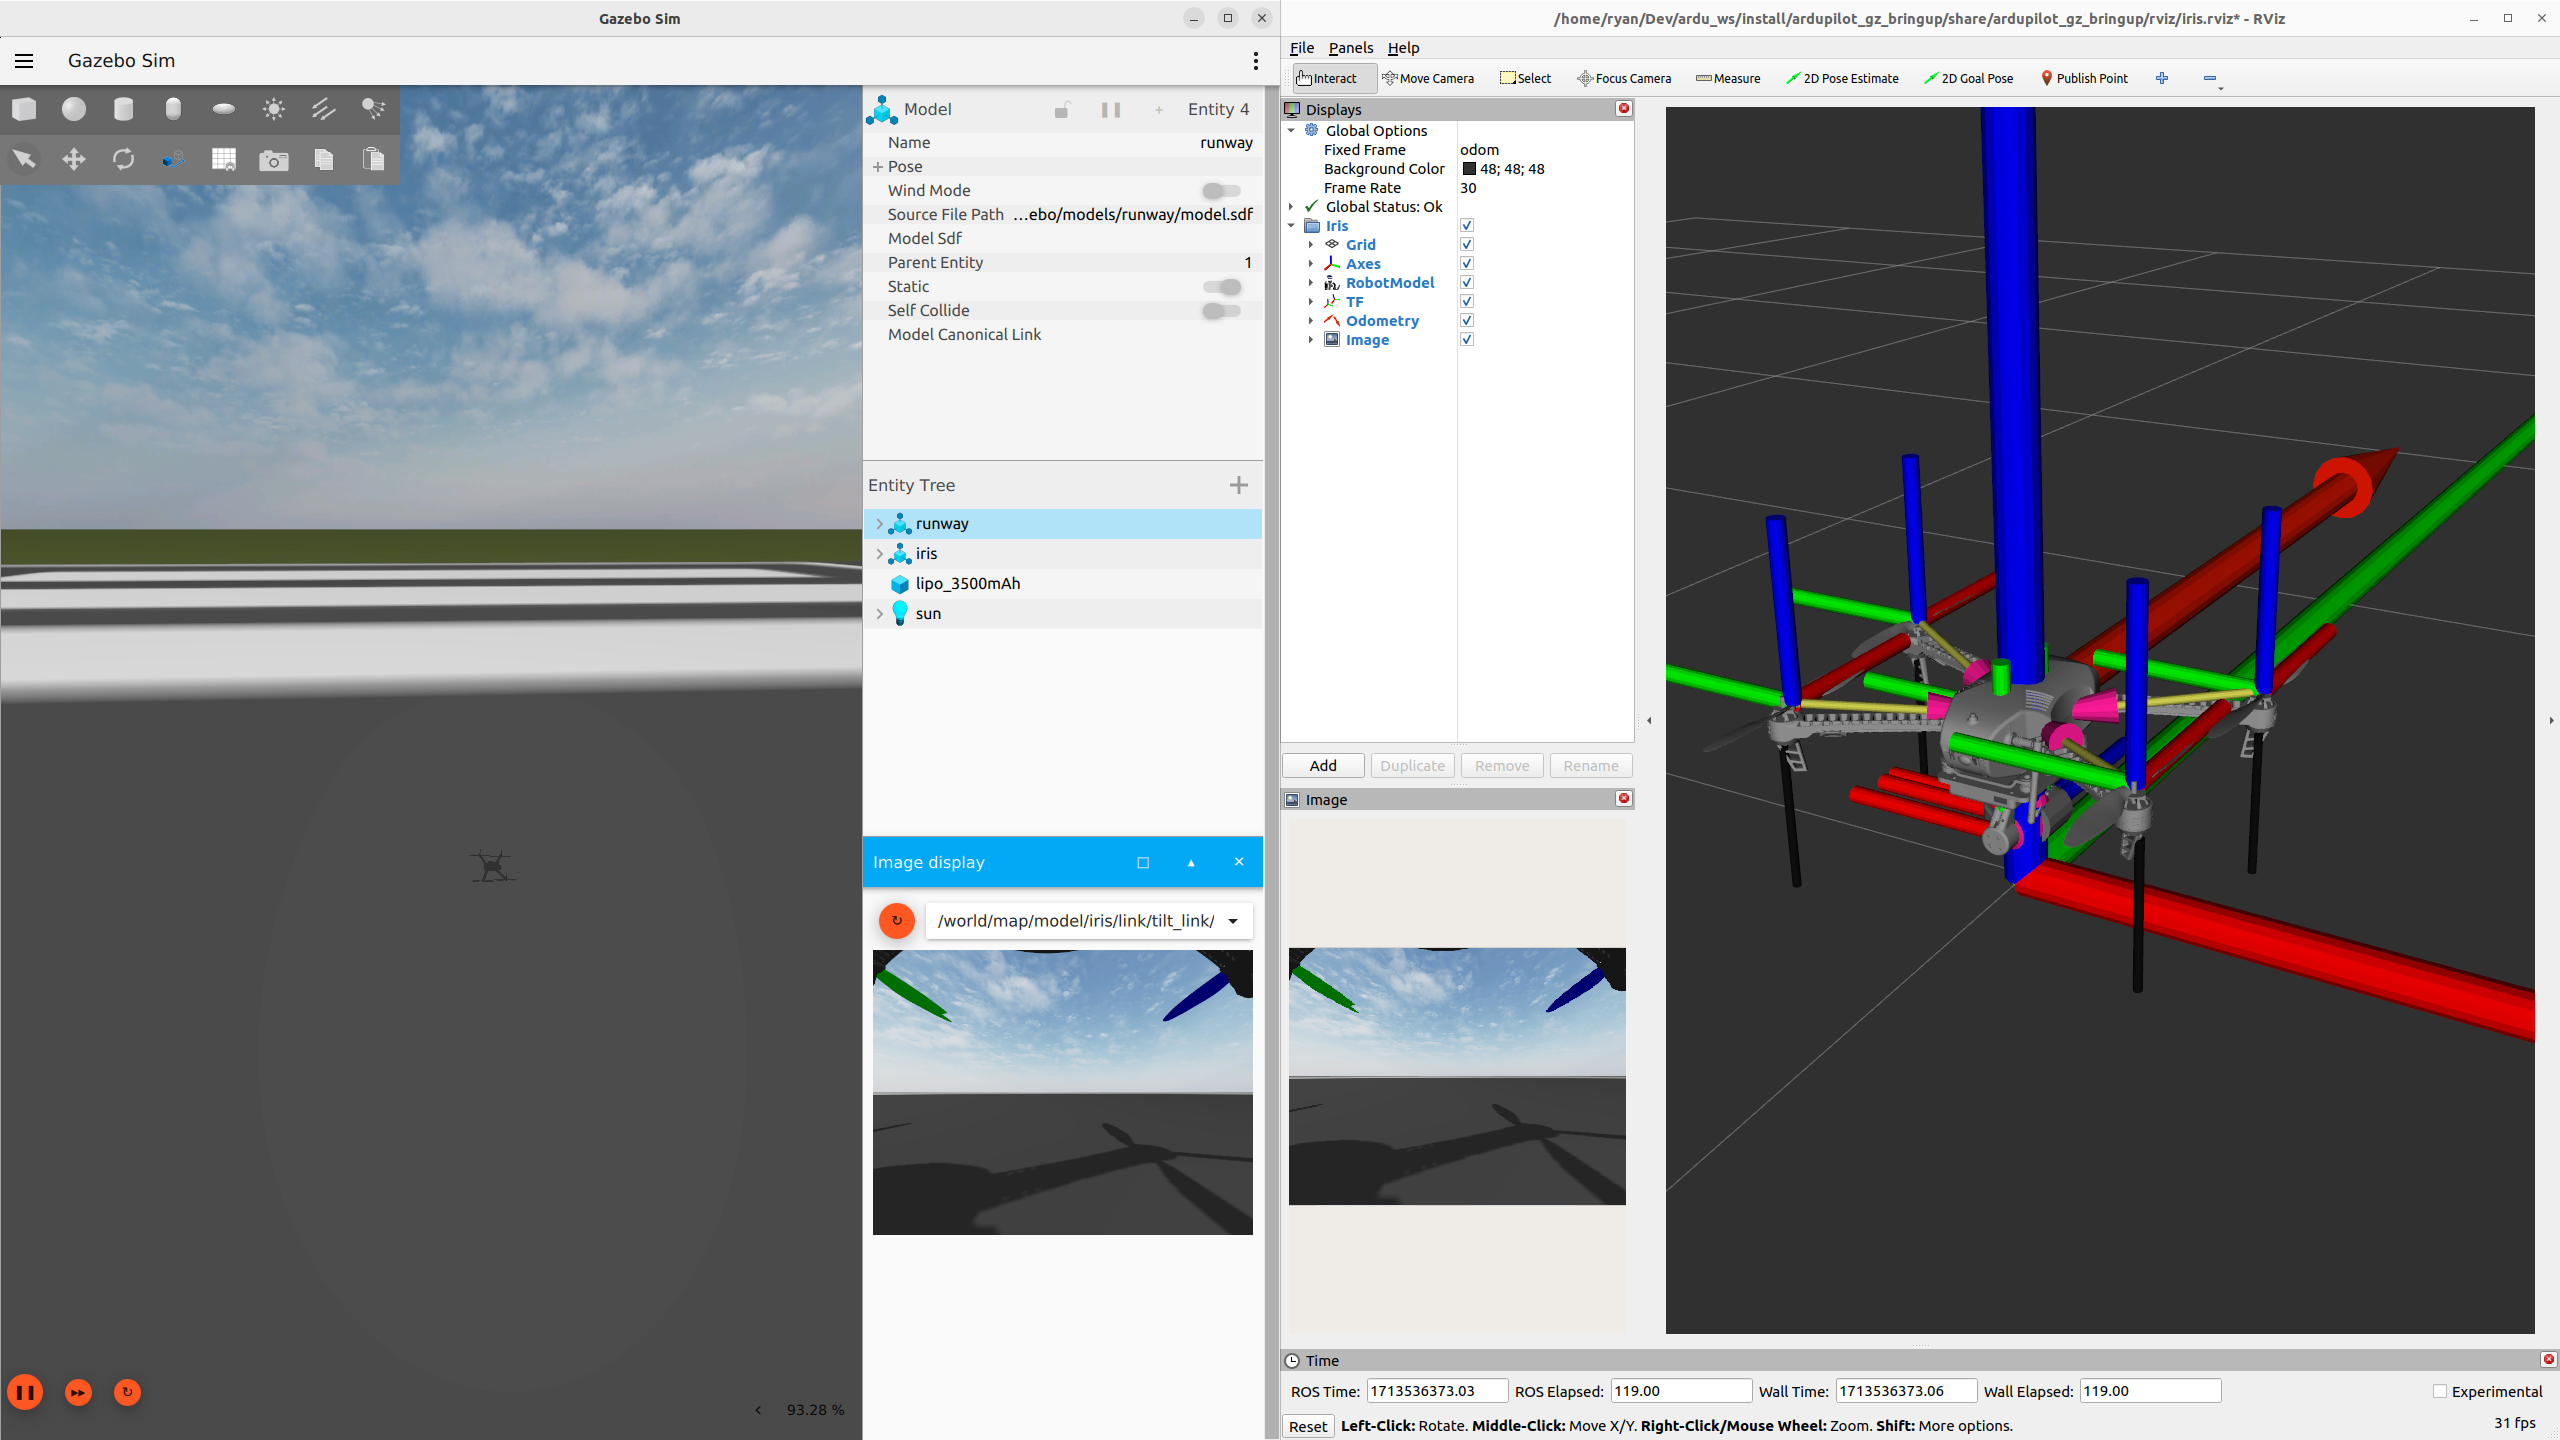 Gazebo Sim
Gazebo Sim
Model
Entity 4
Name
runway
Pose
Wind Mode
Source File Path
...ebo/models/runway/model.sdf
Model Sdf
Parent Entity
1
Static
Self Collide
Model Canonical Link
Entity Tree
runway
iris
lipo_3500mAh
sun
Image display
/world/map/model/iris/link/tilt_link/
93.28 %
/home/ryan/Dev/ardu_ws/install/ardupilot_gz_bringup/share/ardupilot_gz_bringup/rviz/iris.rviz* - RViz
File Panels Help
Interact Move Camera Select Focus Camera Measure 2D Pose Estimate 2D Goal Pose Publish Point
Displays
Global Options
Fixed Frame odom
Background Color 48; 48; 48
Frame Rate 30
Global Status: Ok
Iris
Grid
Axes
RobotModel
TF
Odometry
Image
Add Duplicate Remove Rename
Image
Time
ROS Time: 1713536373.03 ROS Elapsed: 119.00 Wall Time: 1713536373.06 Wall Elapsed: 119.00 Experimental
Reset Left-Click: Rotate. Middle-Click: Move X/Y. Right-Click/Mouse Wheel: Zoom. Shift: More options. 31 fps